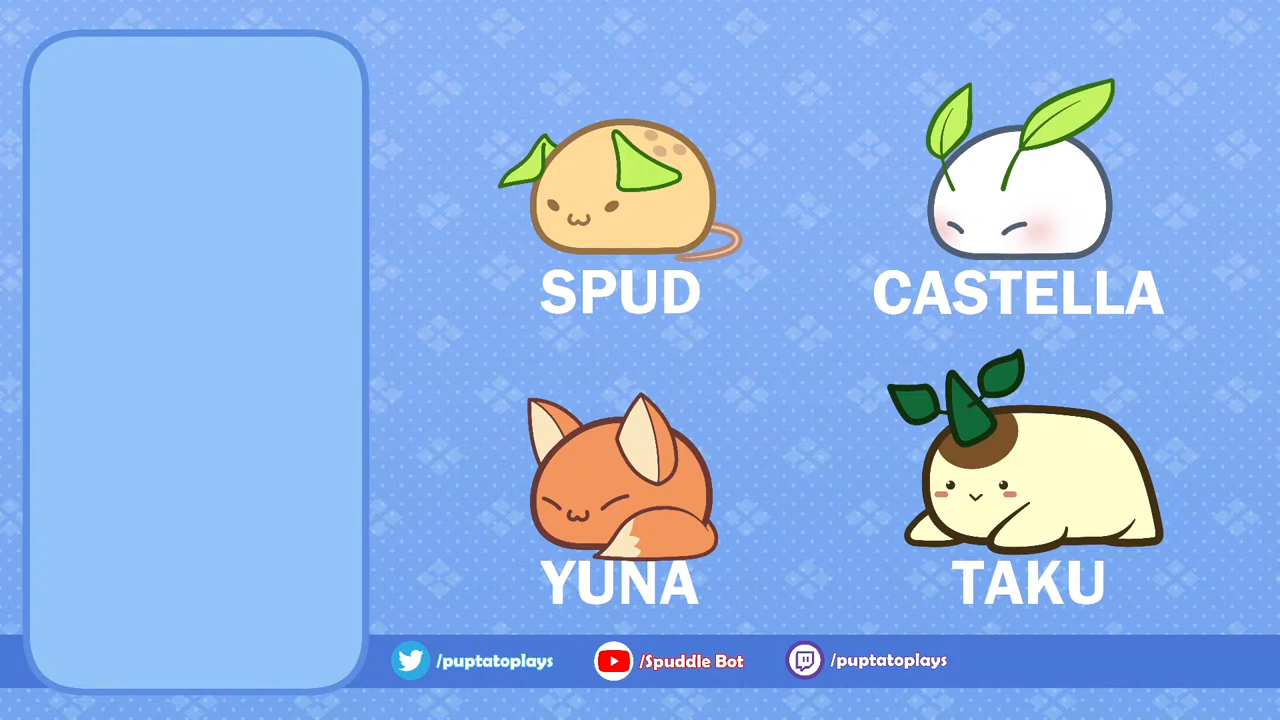 SPUD
CASTELLA
YUNA
TAKU
/puptatoplays
/Spuddle Bot
/puptatoplays